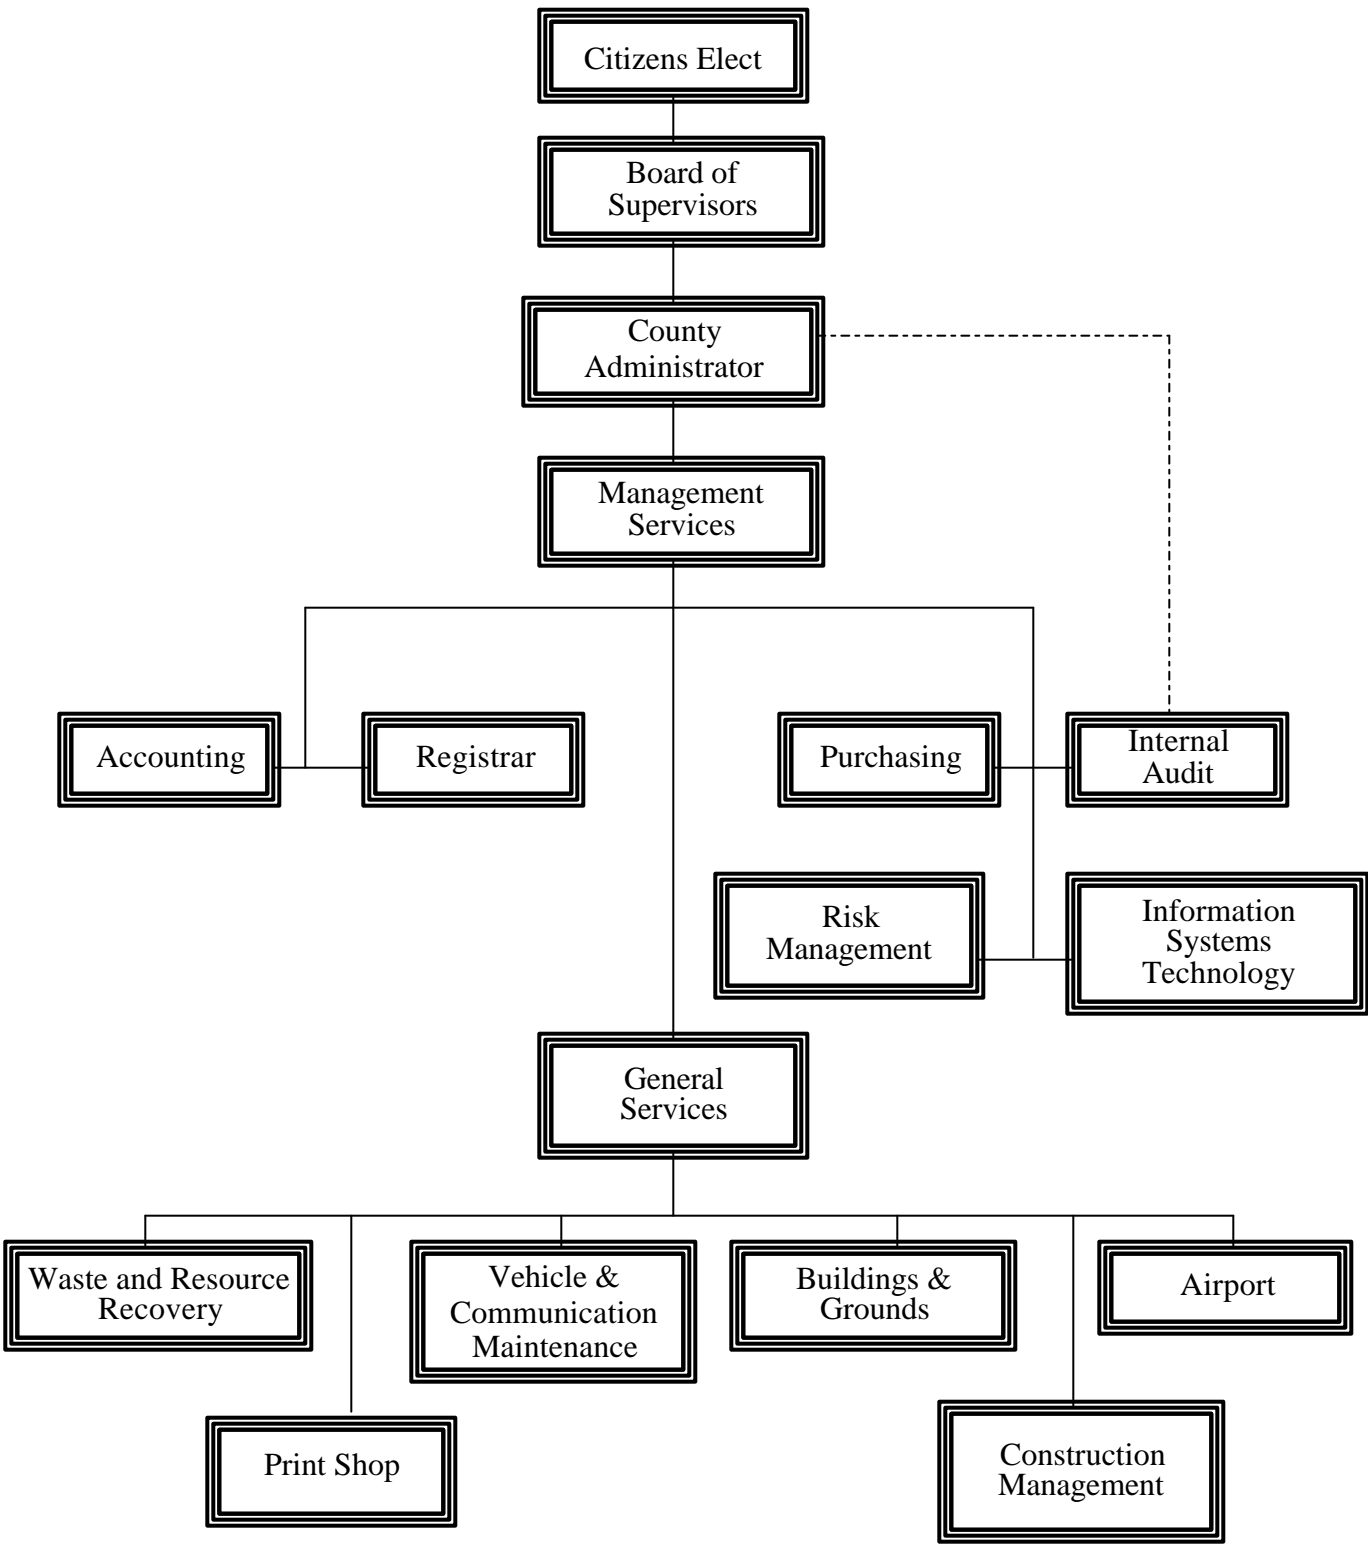 Citizens Elect
Board of
Supervisors
County
Administrator
Management
Services
Accounting
Registrar
Purchasing
Internal
Audit
Risk
Management
Information
Systems
Technology
General
Services
Waste and Resource
Recovery
Vehicle &
Communication
Maintenance
Buildings &
Grounds
Airport
Print Shop
Construction
Management